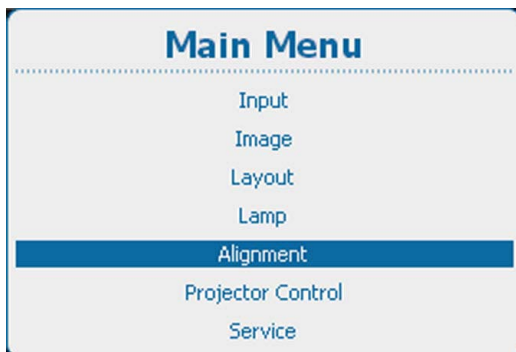 Main Menu
Input
Image
Layout
Lamp
Alignment
Projector Control
Service